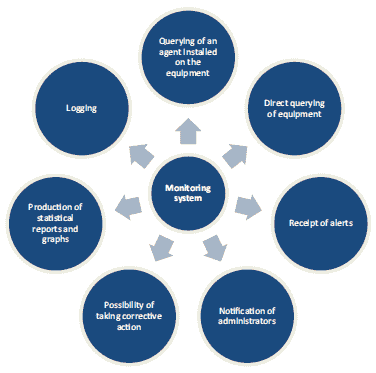 Querying of an
agent installed
on the
equipment
Direct querying
of equipment
Receipt of alerts
Notification of
administrators
Possibility of
taking corrective
action
Production of
statistical
reports and
graphs
Logging
Monitoring
system